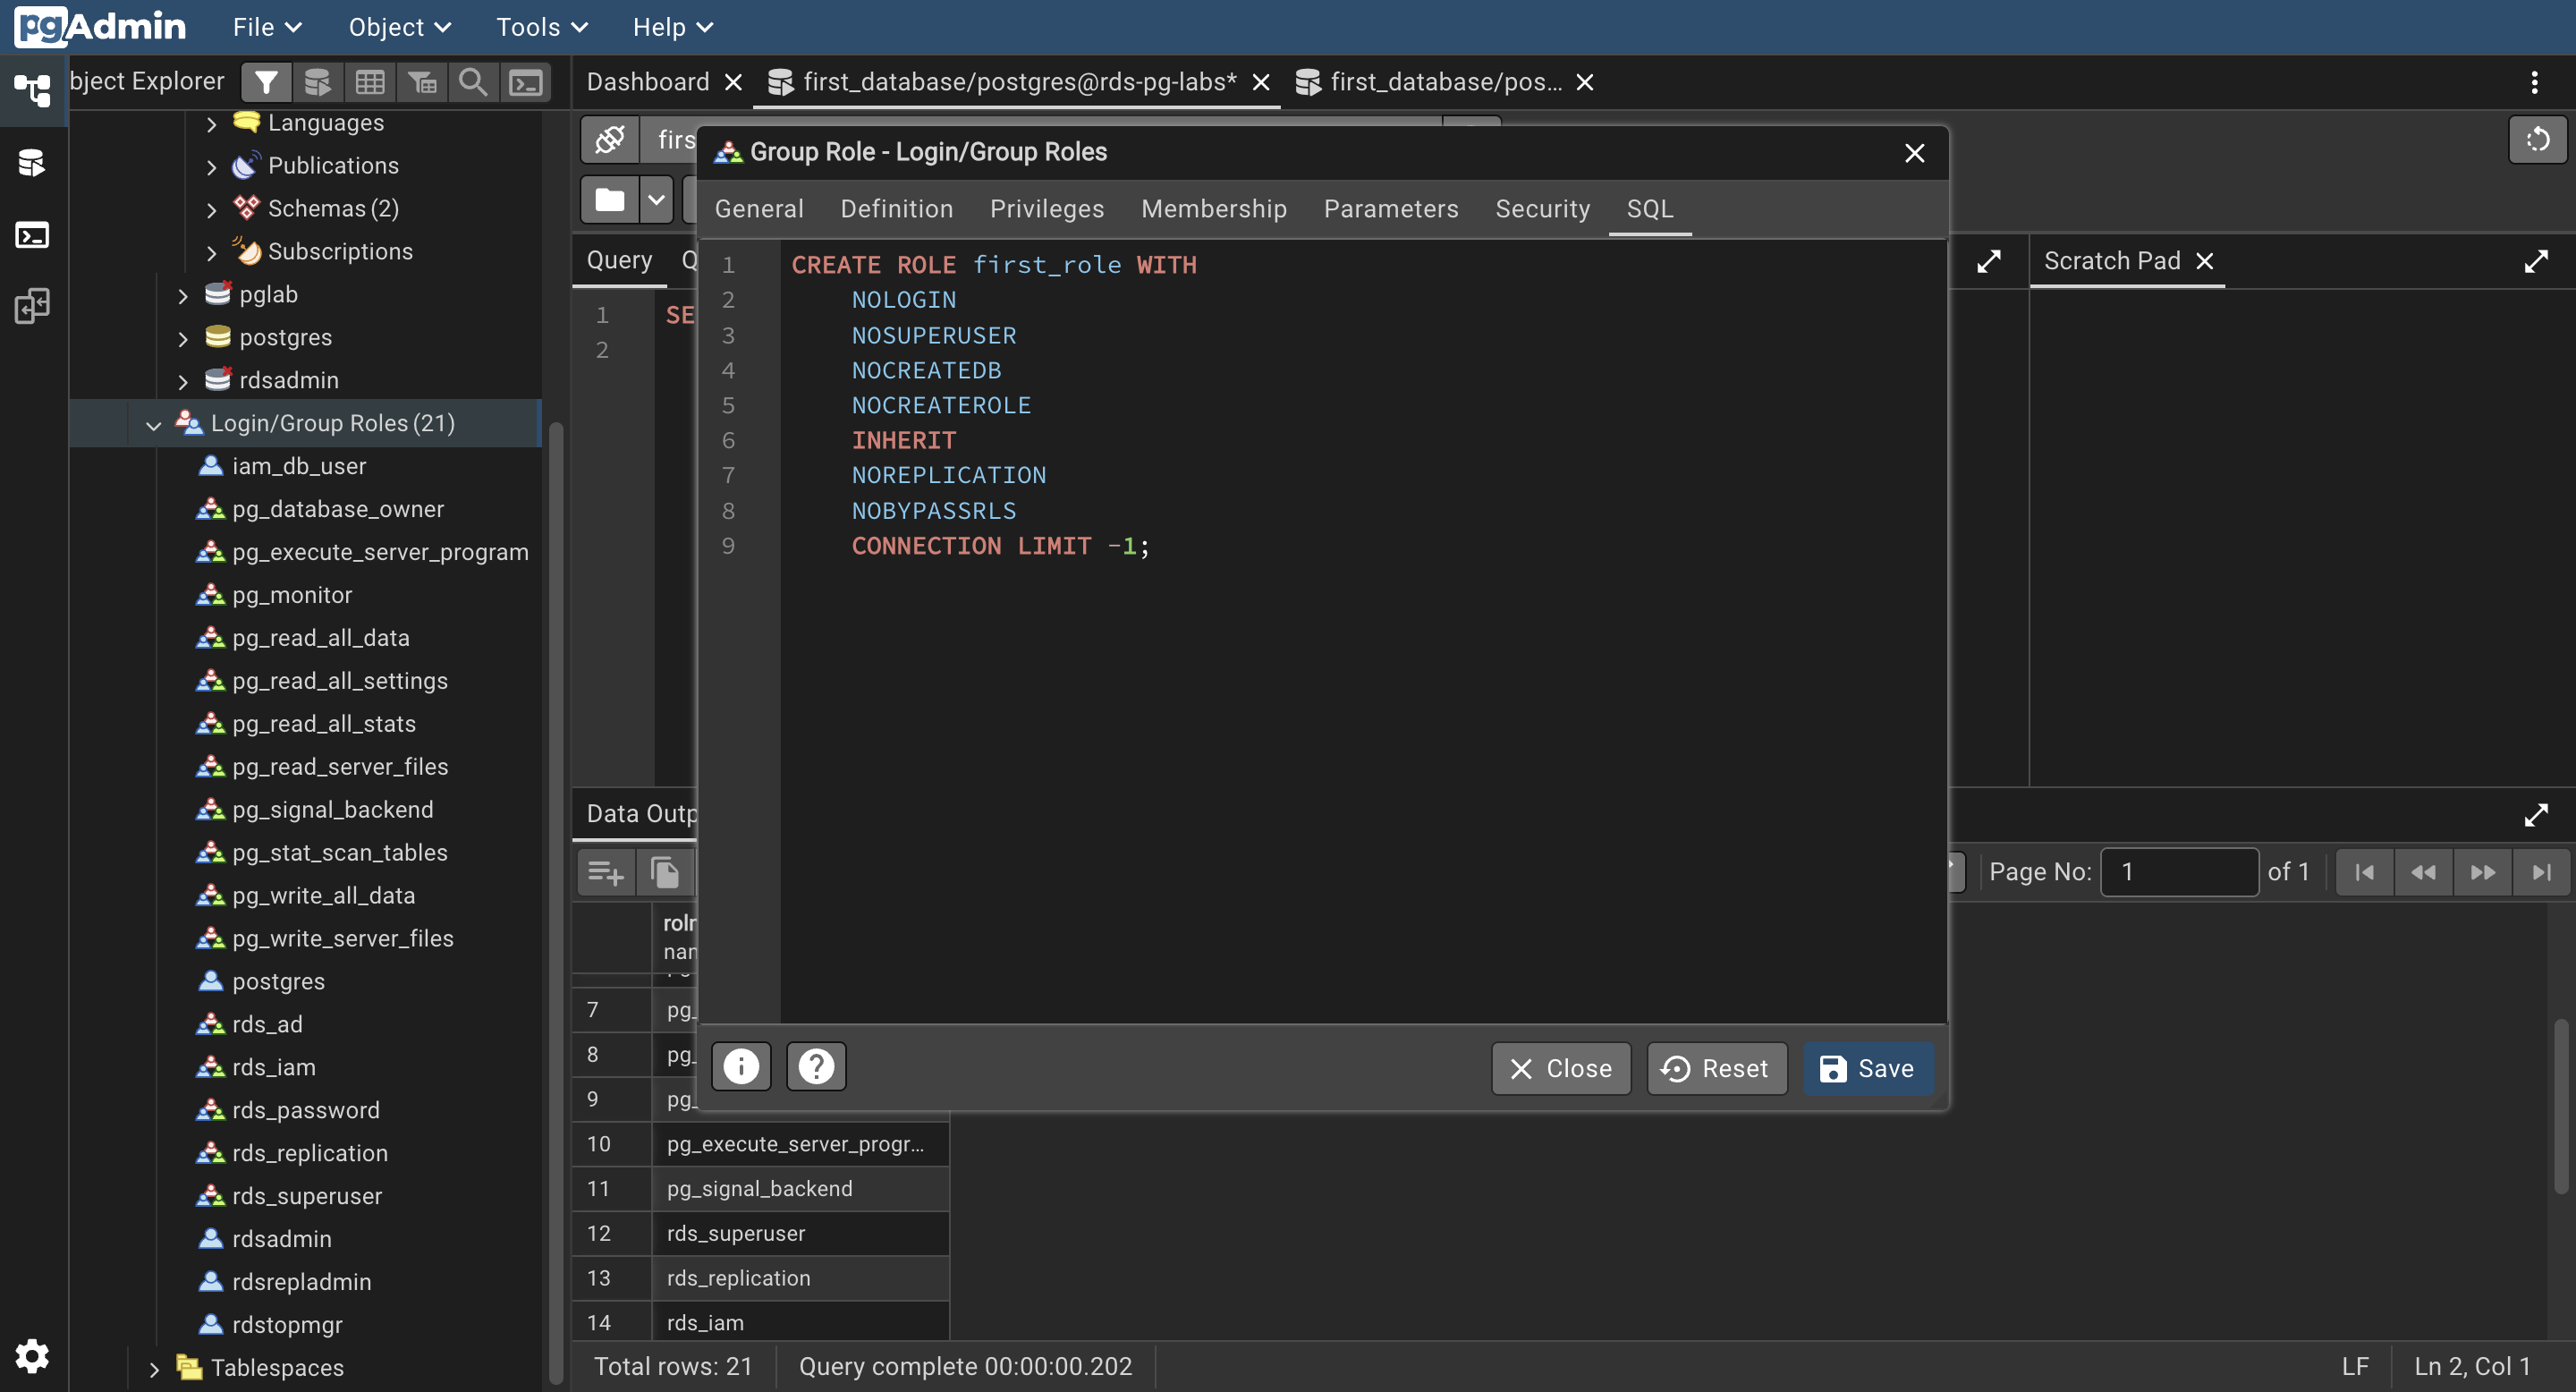 pgAdmin File Object Tools Help
bject Explorer
Dashboard first_database/postgres@rds-pg-labs* first_database/pos...
Languages
Publications
Schemas (2)
Subscriptions
pglab
postgres
rdsadmin
Login/Group Roles (21)
iam_db_user
pg_database_owner
pg_execute_server_program
pg_monitor
pg_read_all_data
pg_read_all_settings
pg_read_all_stats
pg_read_server_files
pg_signal_backend
pg_stat_scan_tables
pg_write_all_data
pg_write_server_files
postgres
rds_ad
rds_iam
rds_password
rds_replication
rds_superuser
rdsadmin
rdsrepladmin
rdstopmgr
Tablespaces
firs
Query Q
1 SE
2
Scratch Pad
Group Role - Login/Group Roles
General Definition Privileges Membership Parameters Security SQL
1 CREATE ROLE first_role WITH
2 NOLOGIN
3 NOSUPERUSER
4 NOCREATEDB
5 NOCREATEROLE
6 INHERIT
7 NOREPLICATION
8 NOBYPASSRLS
9 CONNECTION LIMIT -1;
Close Reset Save
Data Outp
Page No: 1 of 1
roln
nan
7 pg_
8 pg_
9 pg_
10 pg_execute_server_progr...
11 pg_signal_backend
12 rds_superuser
13 rds_replication
14 rds_iam
Total rows: 21 Query complete 00:00:00.202 LF Ln 2, Col 1